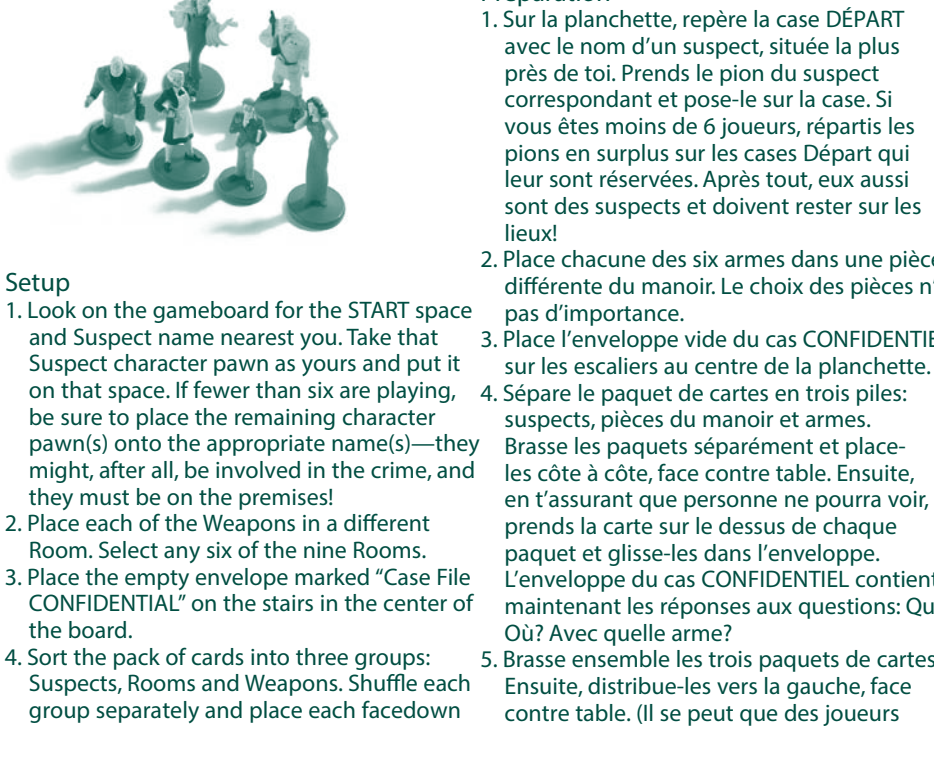 Setup
1. Look on the gameboard for the START space
and Suspect name nearest you. Take that
Suspect character pawn as yours and put it
on that space. If fewer than six are playing,
be sure to place the remaining character
pawn(s) onto the appropriate name(s)—they
might, after all, be involved in the crime, and
they must be on the premises!
2. Place each of the Weapons in a different
Room. Select any six of the nine Rooms.
3. Place the empty envelope marked “Case File
CONFIDENTIAL” on the stairs in the center of
the board.
4. Sort the pack of cards into three groups:
Suspects, Rooms and Weapons. Shuffle each
group separately and place each facedown
1. Sur la planchette, repère la case DÉPART
avec le nom d’un suspect, située la plus
près de toi. Prends le pion du suspect
correspondant et pose-le sur la case. Si
vous êtes moins de 6 joueurs, répartis les
pions en surplus sur les cases Départ qui
leur sont réservées. Après tout, eux aussi
sont des suspects et doivent rester sur les
lieux!
2. Place chacune des six armes dans une pièce
différente du manoir. Le choix des pièces n’
pas d’importance.
3. Place l’enveloppe vide du cas CONFIDENTIE
sur les escaliers au centre de la planchette.
4. Sépare le paquet de cartes en trois piles:
suspects, pièces du manoir et armes.
Brasse les paquets séparément et place-
les côte à côte, face contre table. Ensuite,
en t’assurant que personne ne pourra voir,
prends la carte sur le dessus de chaque
paquet et glisse-les dans l’enveloppe.
L’enveloppe du cas CONFIDENTIEL contient
maintenant les réponses aux questions: Qu
Où? Avec quelle arme?
5. Brasse ensemble les trois paquets de cartes
Ensuite, distribue-les vers la gauche, face
contre table. (Il se peut que des joueurs